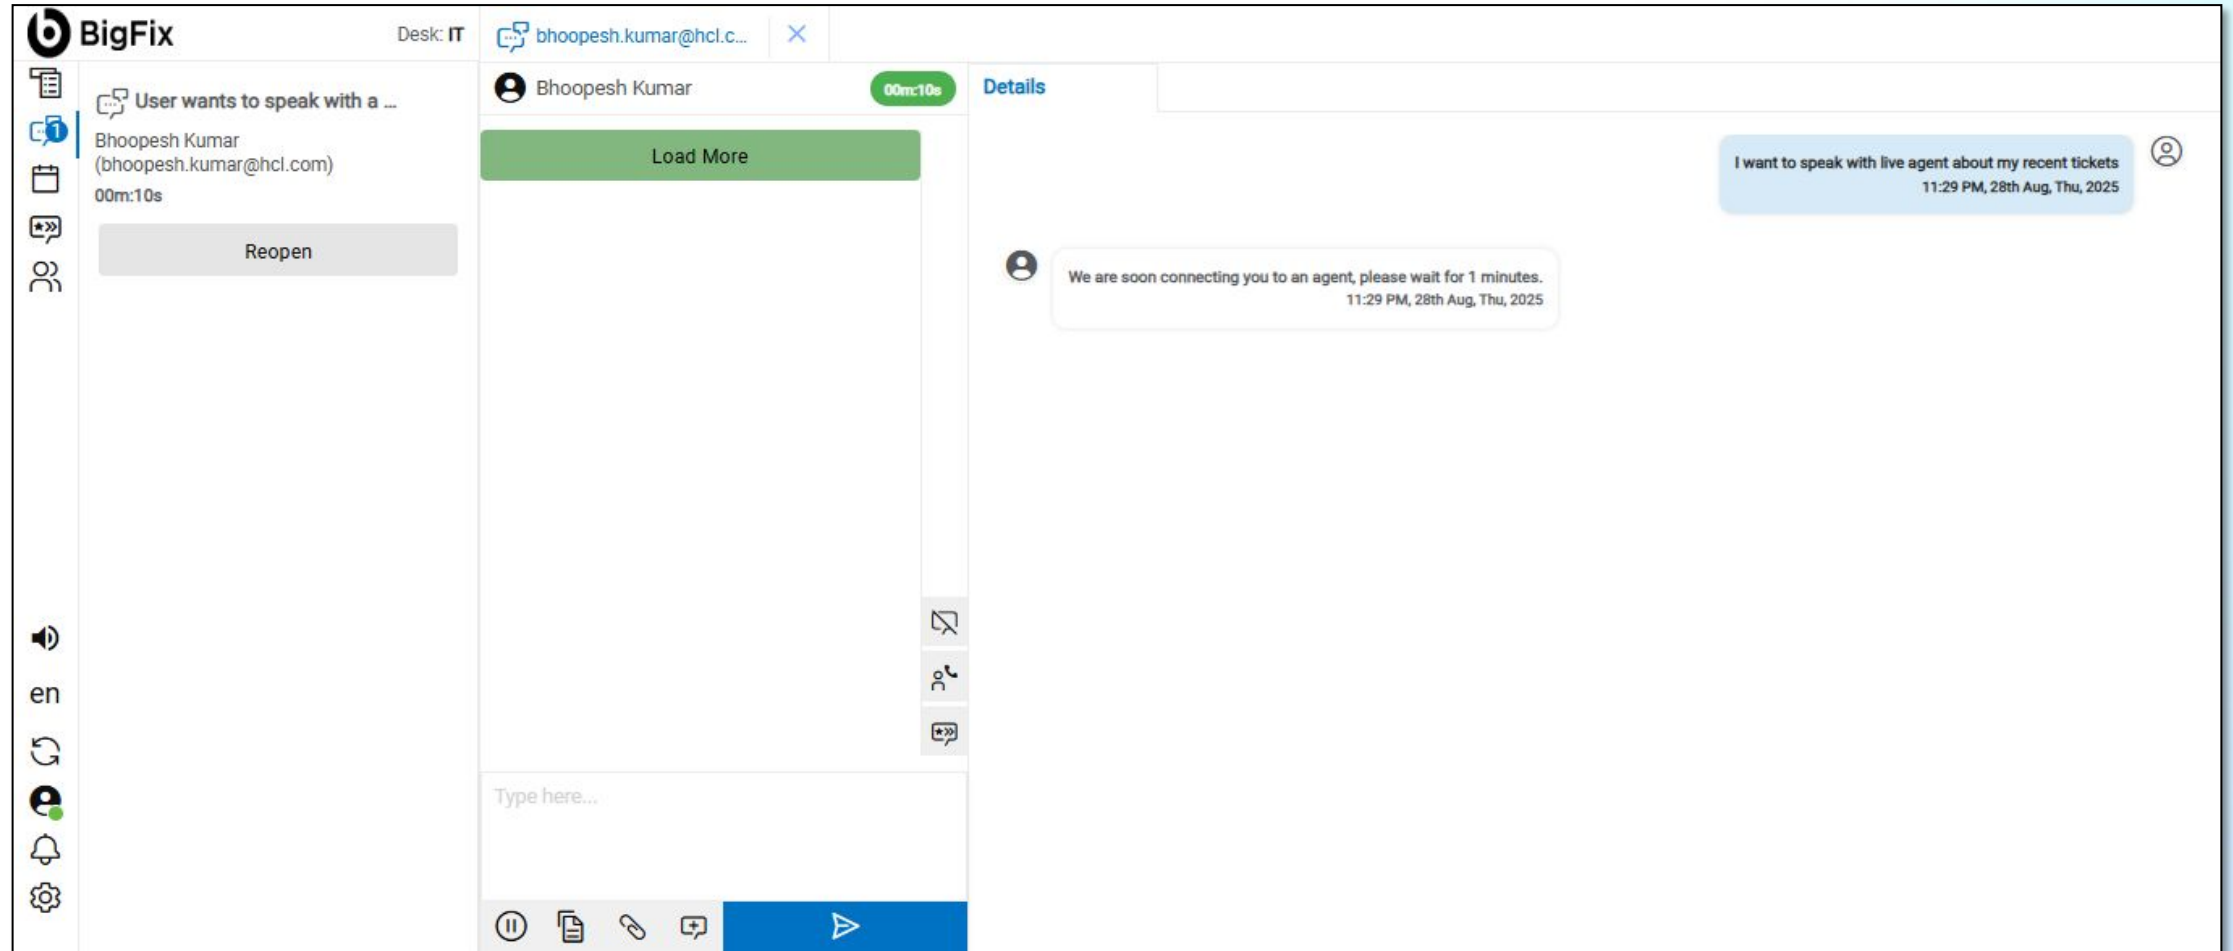 BigFix
Desk: IT
bhoopesh.kumar@hcl.c...
User wants to speak with a ...
1
Bhoopesh Kumar
(bhoopesh.kumar@hcl.com)
00m:10s
Reopen
en
Bhoopesh Kumar
00m:10s
Load More
Type here...
Details
I want to speak with live agent about my recent tickets
11:29 PM, 28th Aug, Thu, 2025
We are soon connecting you to an agent, please wait for 1 minutes.
11:29 PM, 28th Aug, Thu, 2025